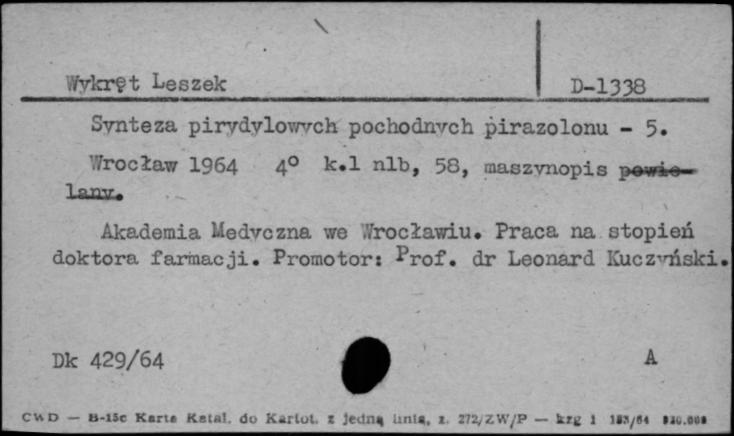 Wykręt Leszek D-1338
Synteza pirydylowych pochodnych pirazolonu - 5.
Wrocław 1964 4° k.1 nlb, 58, maszynopis powie-
lany.
Akademia Medyczna we Wrocławiu. Praca na stopień
doktora farmacji. Promotor: Prof. dr Leonard Kuczyński.
Dk 429/64 A
CWD — B-15c Karta Katal. do Kartot. z jedną linią, z. 272/ZW/P — kzg 1